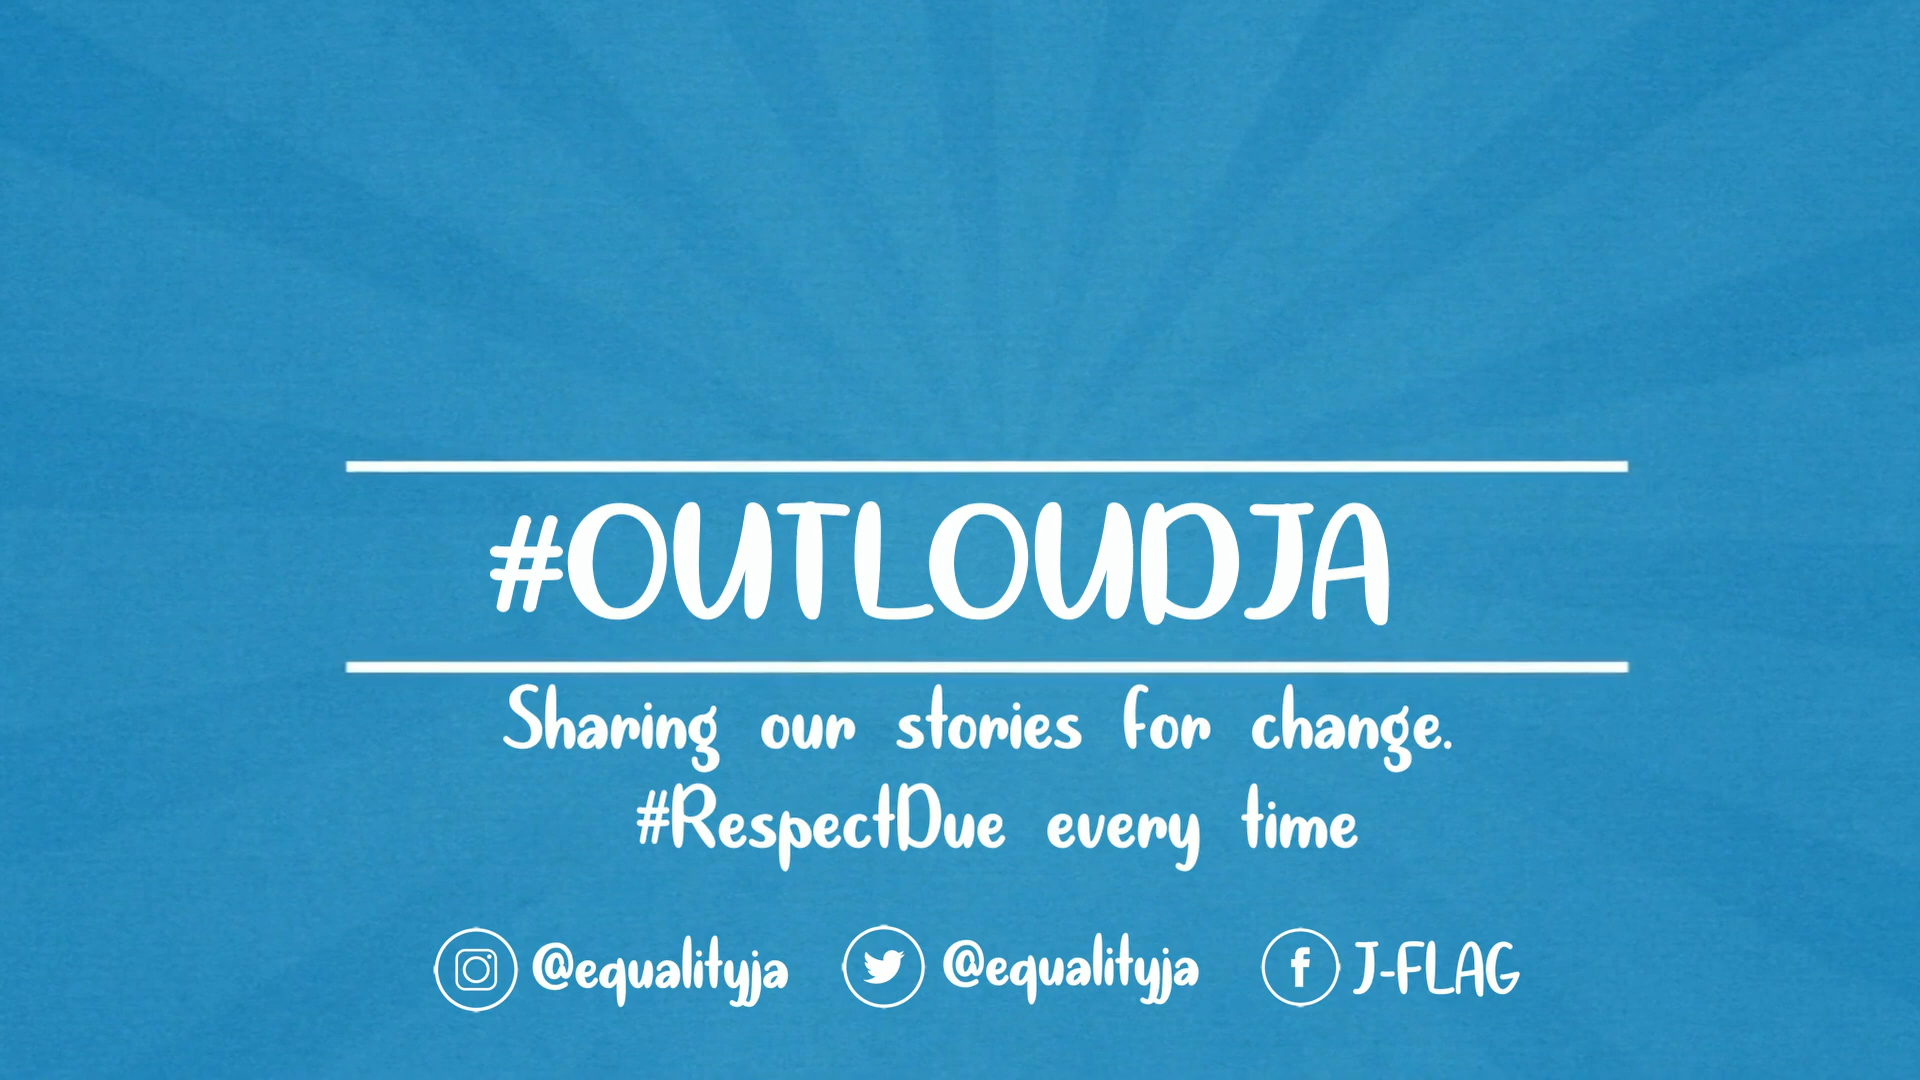 #OUTLOUDJA
Sharing our stories for change.
#RespectDue every time
@equalityja @equalityja J-FLAG